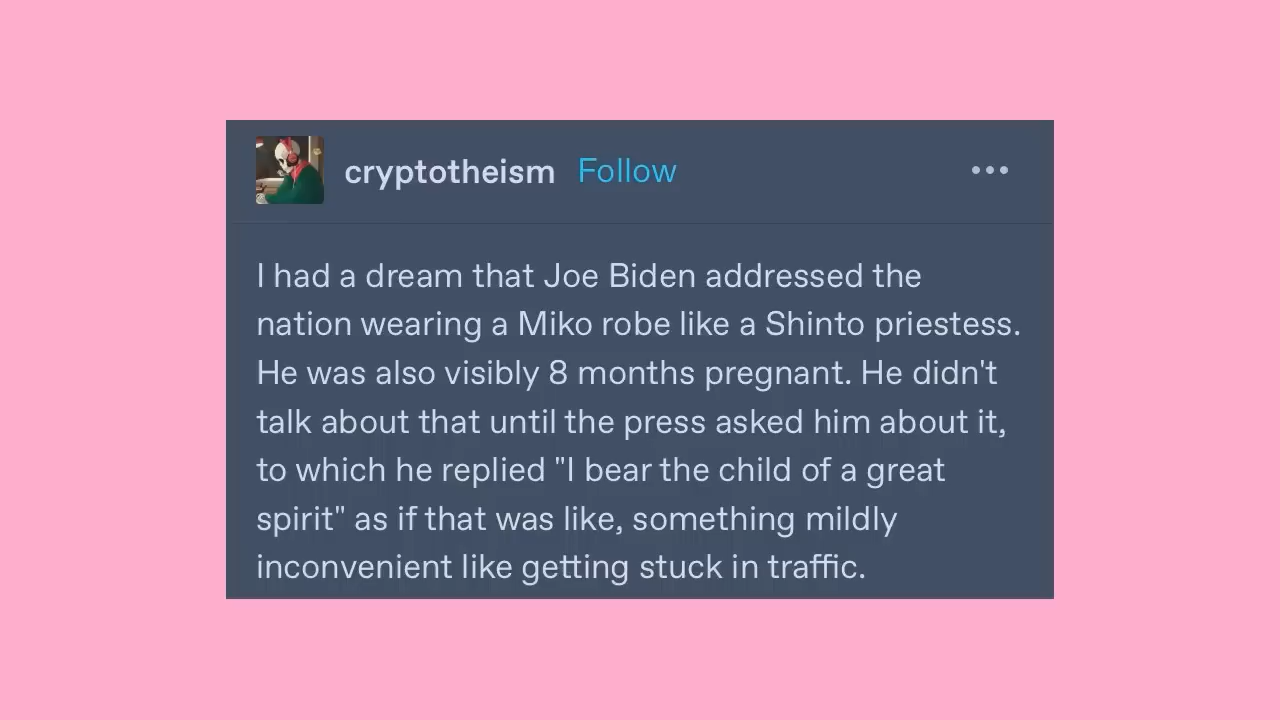 cryptotheism Follow
I had a dream that Joe Biden addressed the
nation wearing a Miko robe like a Shinto priestess.
He was also visibly 8 months pregnant. He didn't
talk about that until the press asked him about it,
to which he replied "I bear the child of a great
spirit" as if that was like, something mildly
inconvenient like getting stuck in traffic.